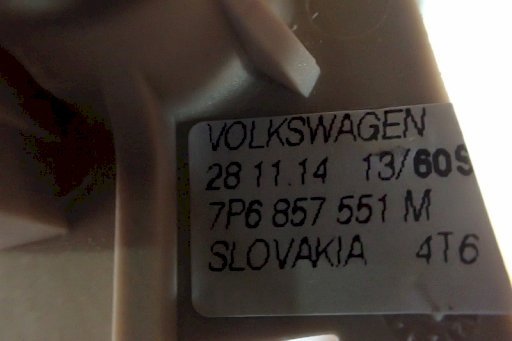 VOLKSWAGEN
28 11.14 13/60S
7P6 857 551 M
SLOVAKIA 4T6